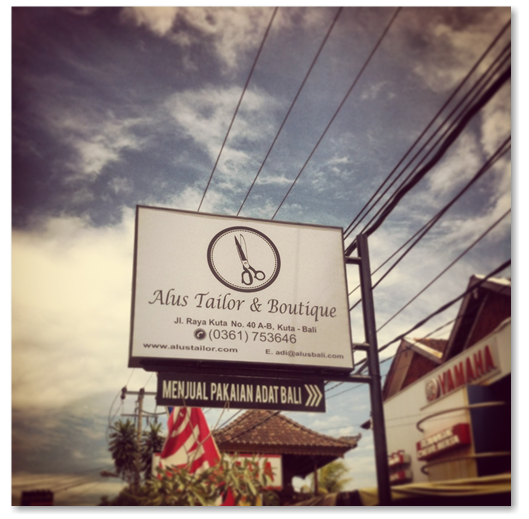 Alus Tailor & Boutique
Jl. Raya Kuta No. 40 A-B, Kuta - Bali
(0361) 753646
www.alustailor.com E. adi@alusbali.com
MENJUAL PAKAIAN ADAT BALI
YAMAHA